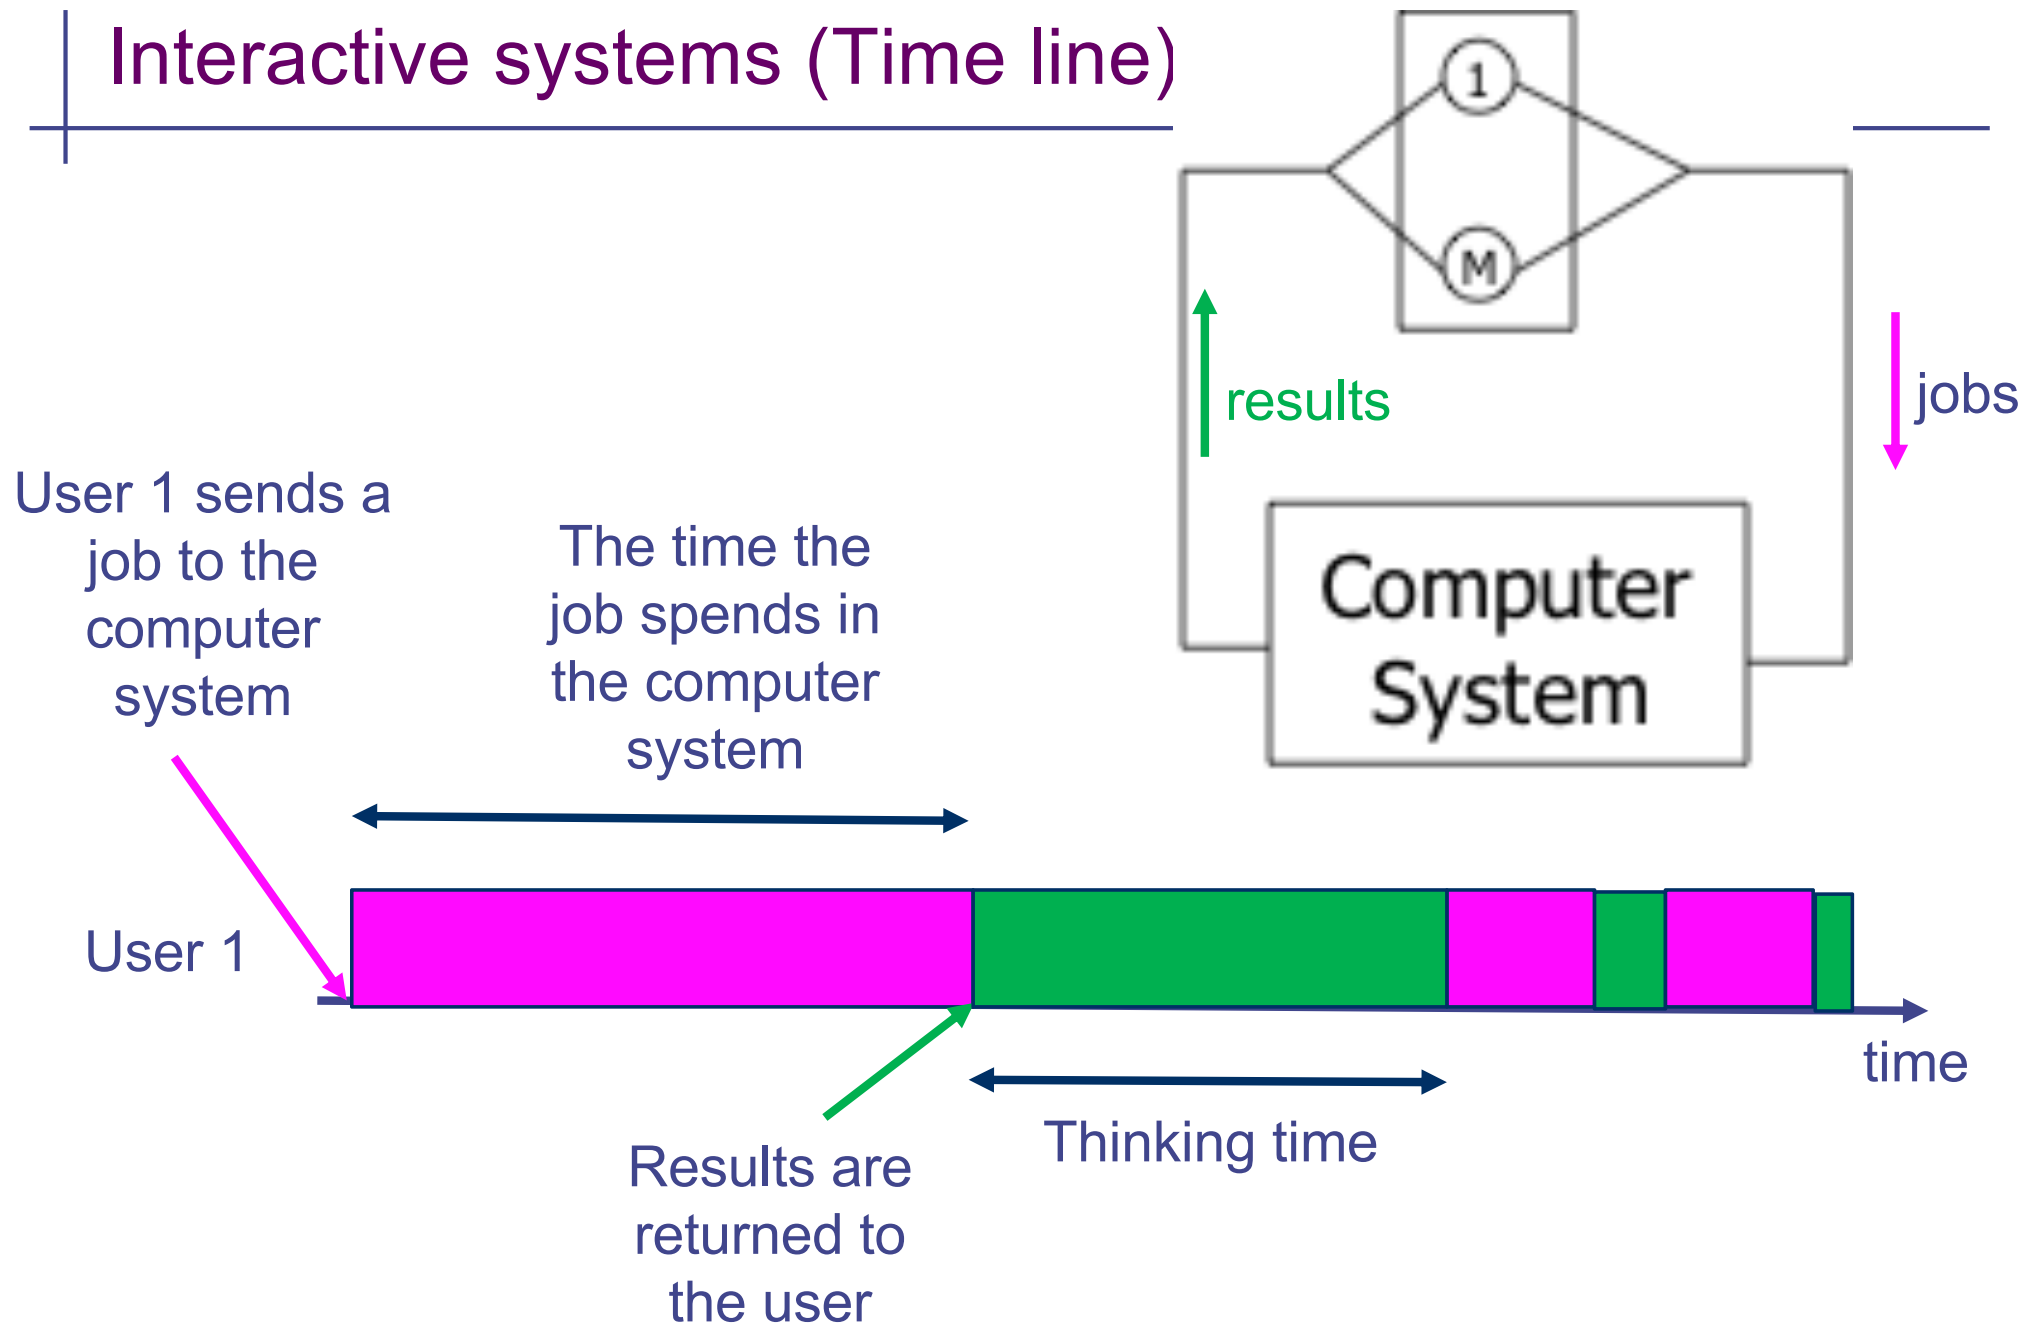 Interactive systems (Time line)
1
M
results
jobs
Computer
System
User 1 sends a
job to the
computer
system
The time the
job spends in
the computer
system
User 1
time
Thinking time
Results are
returned to
the user